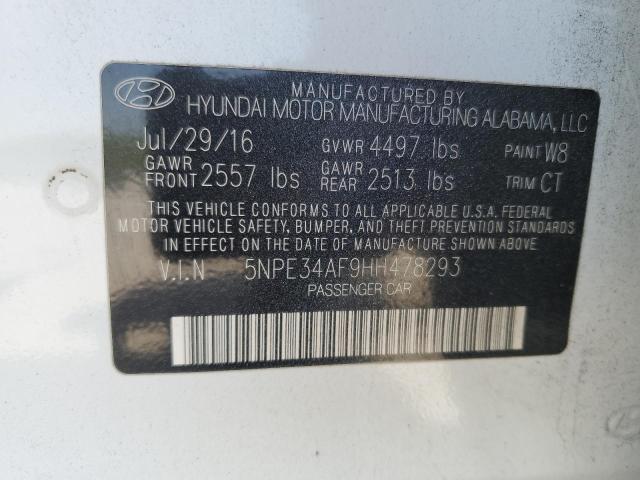 MANUFACTURED BY
HYUNDAI MOTOR MANUFACTURING ALABAMA, LLC
Jul/29/16 GVWR 4497 lbs PAINT W8
GAWR FRONT 2557 lbs GAWR REAR 2513 lbs TRIM CT
THIS VEHICLE CONFORMS TO ALL APPLICABLE U.S.A. FEDERAL
MOTOR VEHICLE SAFETY, BUMPER, AND THEFT PREVENTION STANDARDS
IN EFFECT ON THE DATE OF MANUFACTURE SHOWN ABOVE.
V.I.N 5NPE34AF9HH478293
PASSENGER CAR